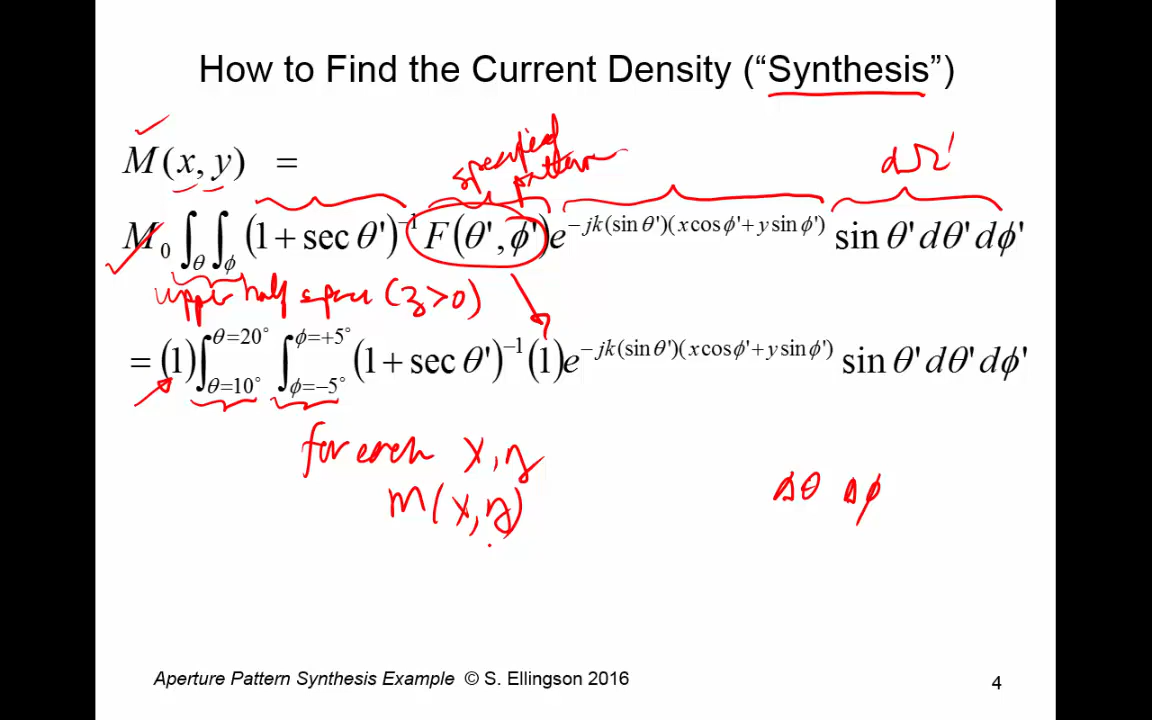 How to Find the Current Density (“Synthesis”)
M(x, y) =
specified
pattern
dΩ'
M₀ ∫θ ∫ϕ (1 + sec θ')⁻¹ F(θ', ϕ') e^{−jk(sin θ')(x cos ϕ' + y sin ϕ')} sin θ' dθ' dϕ'
upper half space (z > 0)
= (1) ∫_{θ=10°}^{θ=20°} ∫_{ϕ=−5°}^{ϕ=+5°} (1 + sec θ')⁻¹ (1) e^{−jk(sin θ')(x cos ϕ' + y sin ϕ')} sin θ' dθ' dϕ'
for each x, y
M(x, y)
Δθ Δϕ
Aperture Pattern Synthesis Example © S. Ellingson 2016
4